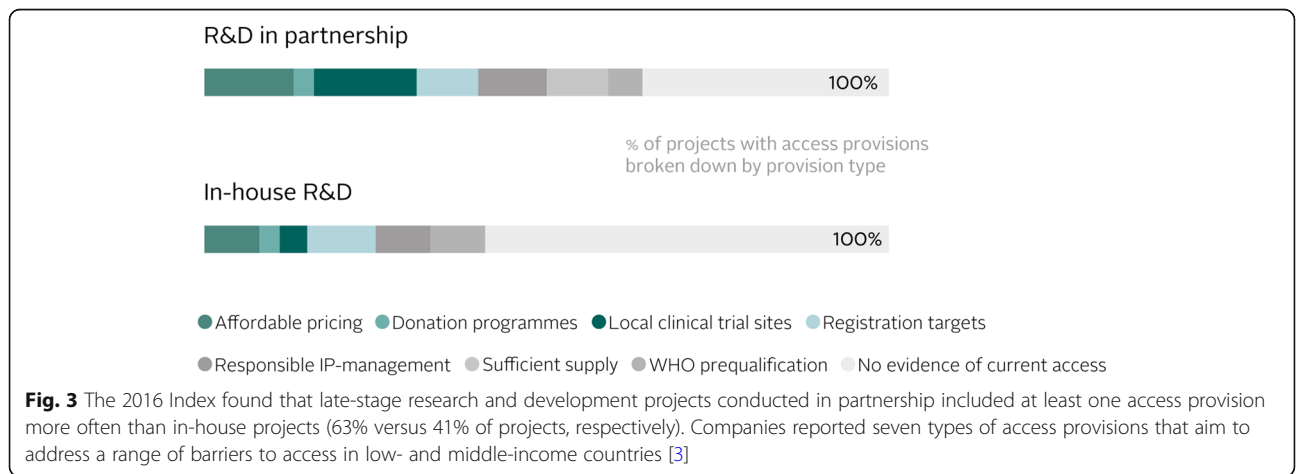 R&D in partnership
100%
% of projects with access provisions
broken down by provision type
In-house R&D
100%
Affordable pricing Donation programmes Local clinical trial sites Registration targets
Responsible IP-management Sufficient supply WHO prequalification No evidence of current access
Fig. 3 The 2016 Index found that late-stage research and development projects conducted in partnership included at least one access provision
more often than in-house projects (63% versus 41% of projects, respectively). Companies reported seven types of access provisions that aim to
address a range of barriers to access in low- and middle-income countries [3]